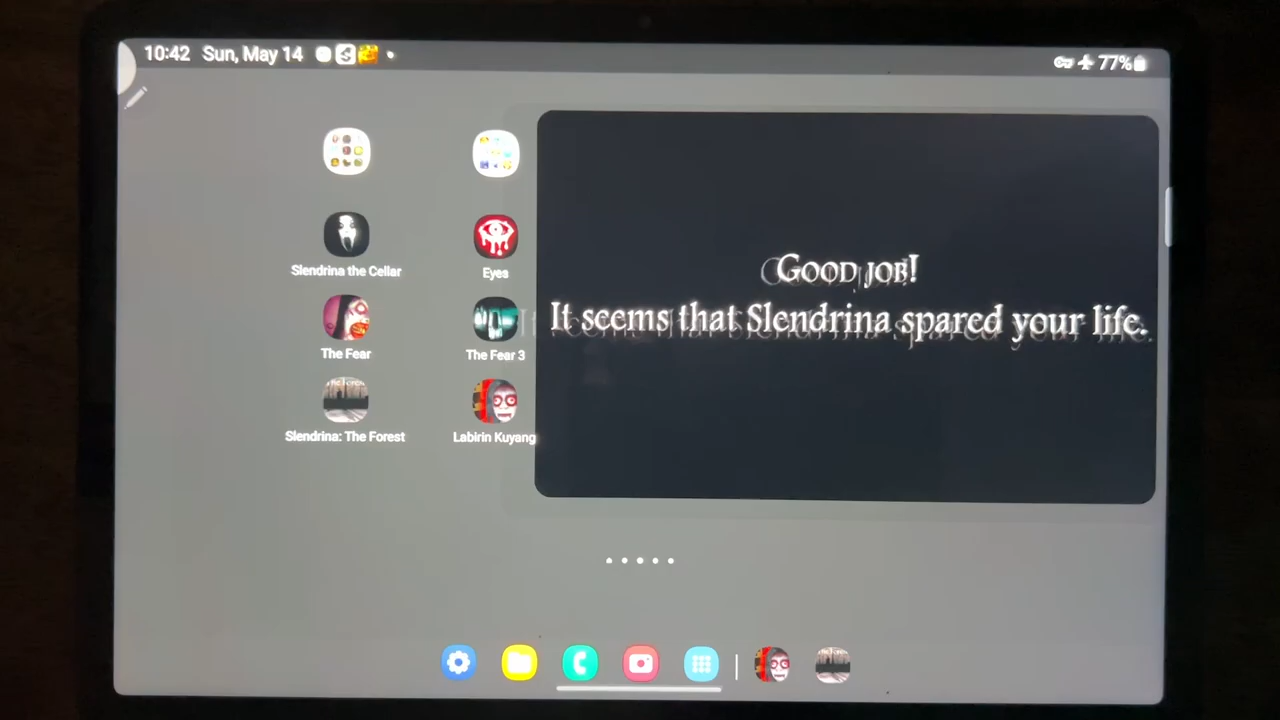 10:42 Sun, May 14
77%
Slendrina the Cellar
Eyes
The Fear
The Fear 3
Slendrina: The Forest
Labirin Kuyang
GOOD JOB!
It seems that Slendrina spared your life.